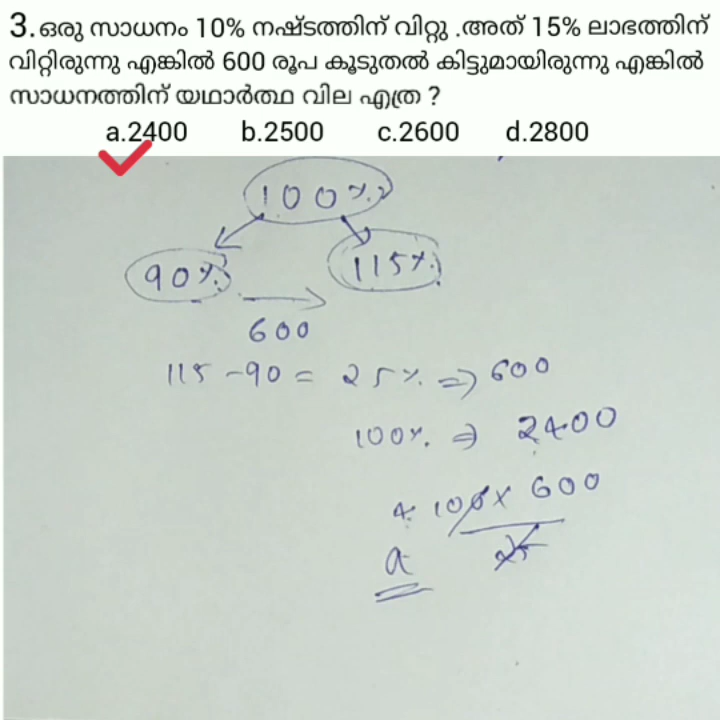 3.ഒരു സാധനം 10% നഷ്ടത്തിന് വിറ്റു .അത് 15% ലാഭത്തിന്
വിറ്റിരുന്നു എങ്കിൽ 600 രൂപ കൂടുതൽ കിട്ടുമായിരുന്നു എങ്കിൽ
സാധനത്തിന് യഥാർത്ഥ വില എത്ര ?
a.2400 b.2500 c.2600 d.2800
100%
90% 115%
600
115 - 90 = 25% ⇒ 600
100% ⇒ 2400
4 100 × 600
25
a